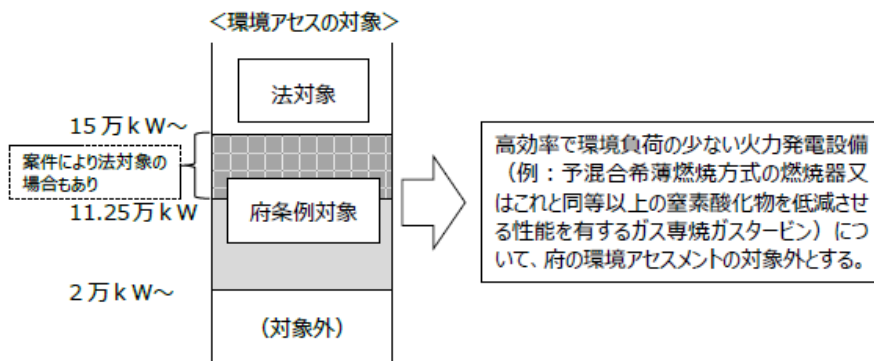 ＜環境アセスの対象＞
法対象
15万ｋＷ～
案件により法対象の
場合もあり
11.25万ｋＷ
府条例対象
２万ｋＷ～
（対象外）
高効率で環境負荷の少ない火力発電設備
（例：予混合希薄燃焼方式の燃焼器又
はこれと同等以上の窒素酸化物を低減させ
る性能を有するガス専焼ガスタービン）につ
いて、府の環境アセスメントの対象外とする。